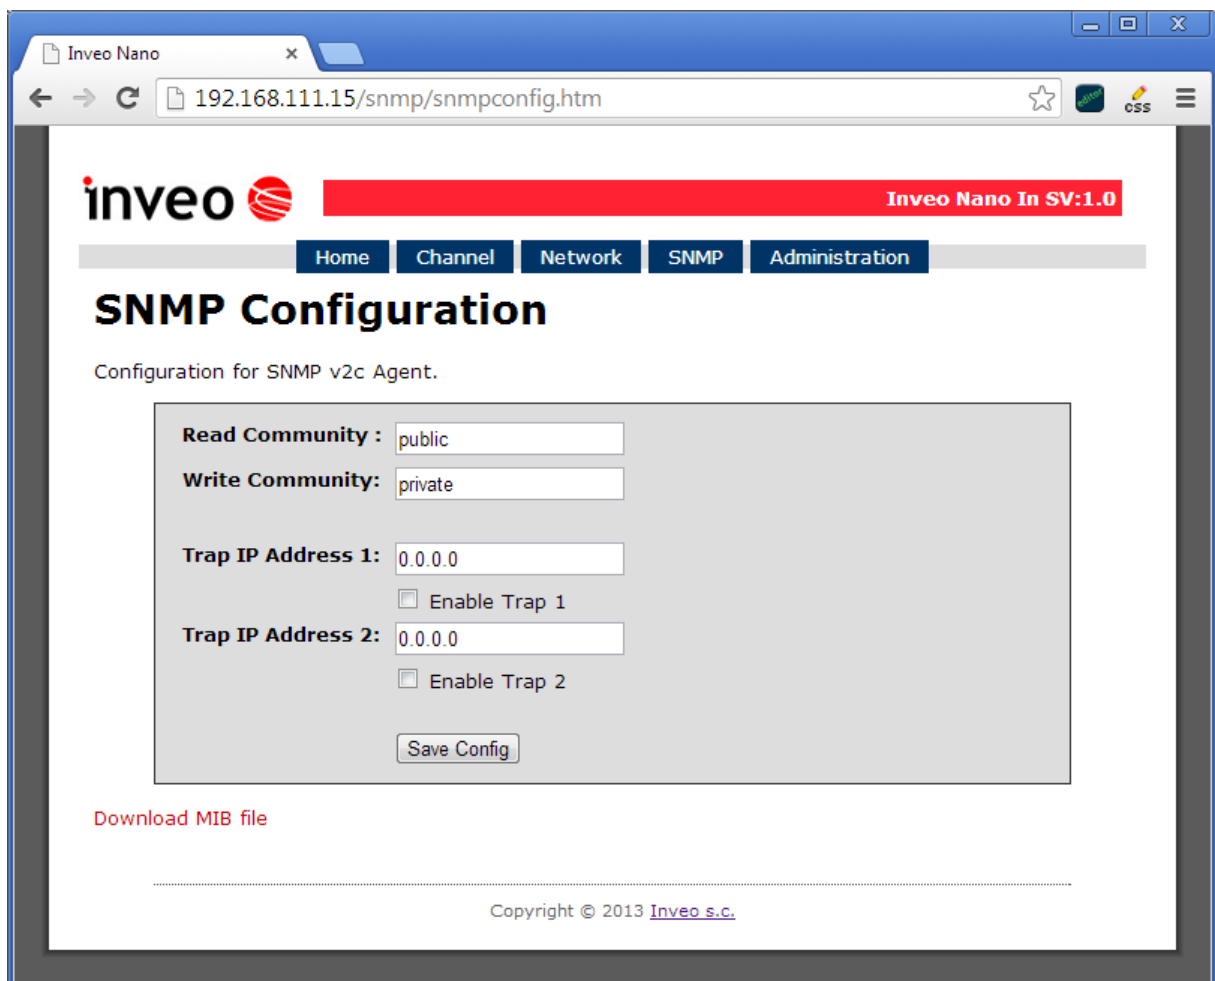 Inveo Nano
192.168.111.15/snmp/snmpconfig.htm
editor
css
inveo
Inveo Nano In SV:1.0
Home Channel Network SNMP Administration
SNMP Configuration
Configuration for SNMP v2c Agent.
Read Community : public
Write Community: private
Trap IP Address 1: 0.0.0.0
Enable Trap 1
Trap IP Address 2: 0.0.0.0
Enable Trap 2
Save Config
Download MIB file
Copyright © 2013 Inveo s.c.